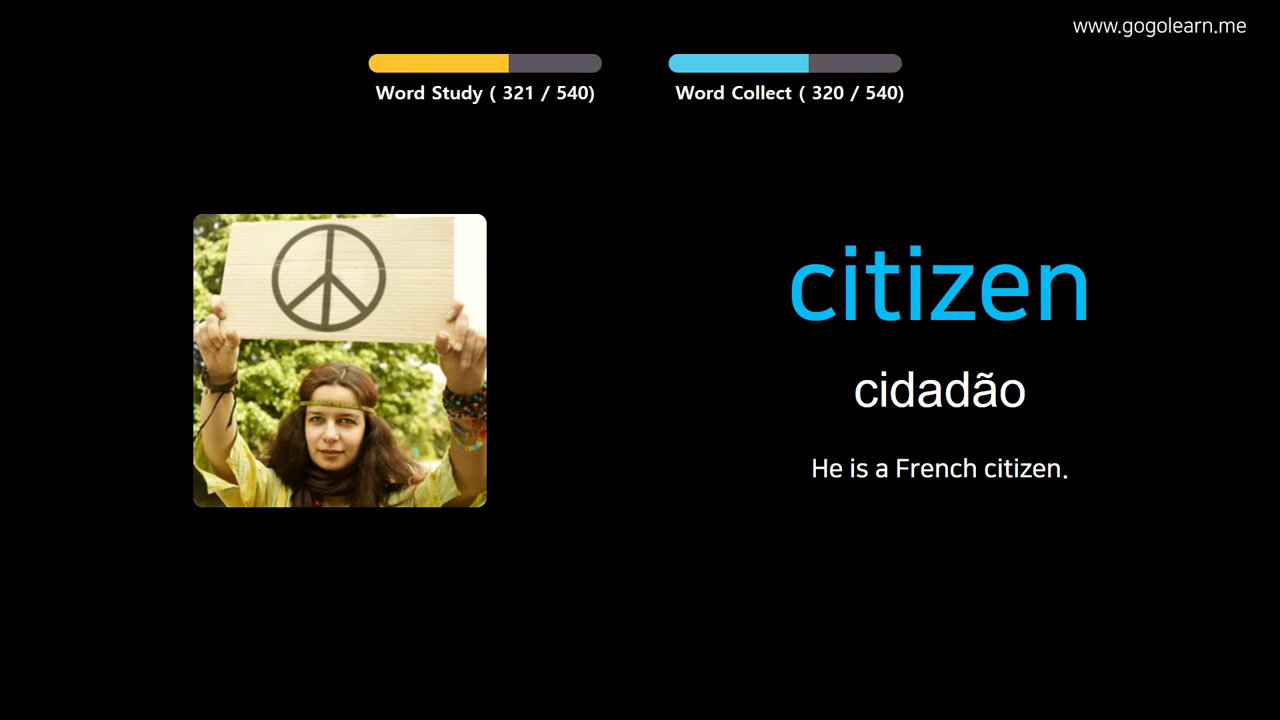 www.gogolearn.me
Word Study ( 321 / 540)
Word Collect ( 320 / 540)
citizen
cidadão
He is a French citizen.